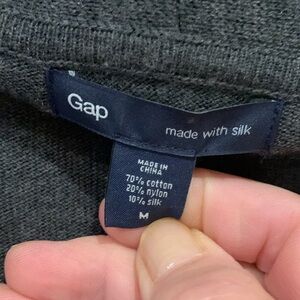 Gap
made with silk
MADE IN
CHINA
70% cotton
20% nylon
10% silk
M